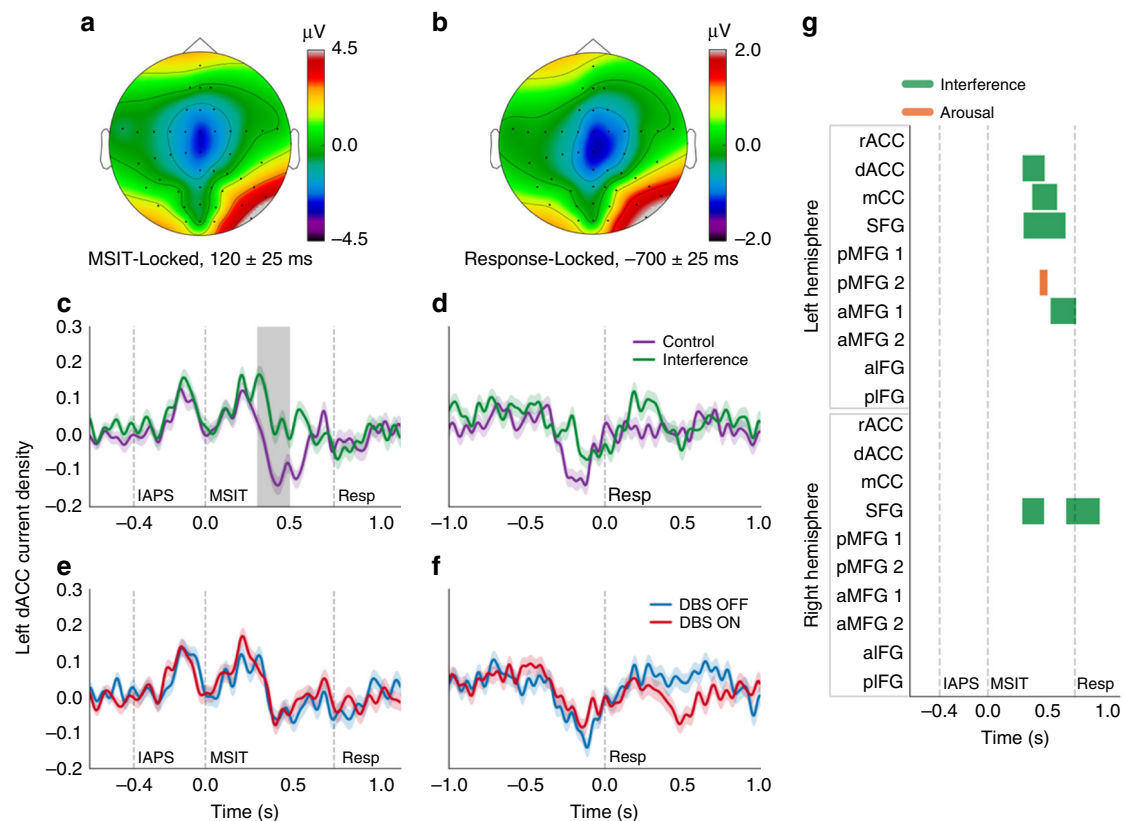 a
μV
4.5
0.0
–4.5
MSIT-Locked, 120 ± 25 ms
b
μV
2.0
0.0
–2.0
Response-Locked, –700 ± 25 ms
c
0.3
0.2
0.1
0.0
–0.1
–0.2
IAPS
MSIT
Resp
–0.4
0.0
0.5
1.0
d
Control
Interference
Resp
–1.0
–0.5
0.0
0.5
1.0
Left dACC current density
e
0.3
0.2
0.1
0.0
–0.1
–0.2
IAPS
MSIT
Resp
–0.4
0.0
0.5
1.0
Time (s)
f
DBS OFF
DBS ON
Resp
–1.0
–0.5
0.0
0.5
1.0
Time (s)
g
Interference
Arousal
Left hemisphere
rACC
dACC
mCC
SFG
pMFG 1
pMFG 2
aMFG 1
aMFG 2
aIFG
pIFG
Right hemisphere
rACC
dACC
mCC
SFG
pMFG 1
pMFG 2
aMFG 1
aMFG 2
aIFG
pIFG
IAPS
MSIT
Resp
–0.4
0.0
0.5
1.0
Time (s)